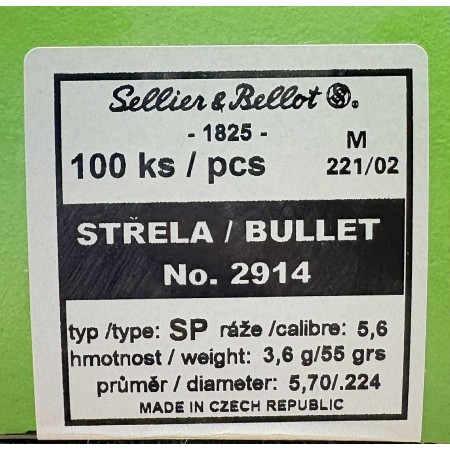 Sellier & Bellot S&B®.
- 1825 -
M
100 ks / pcs
221/02
STŘELA / BULLET
No. 2914
typ /type: SP ráže /calibre: 5,6
hmotnost / weight: 3,6 g/55 grs
průměr / diameter: 5,70/.224
MADE IN CZECH REPUBLIC